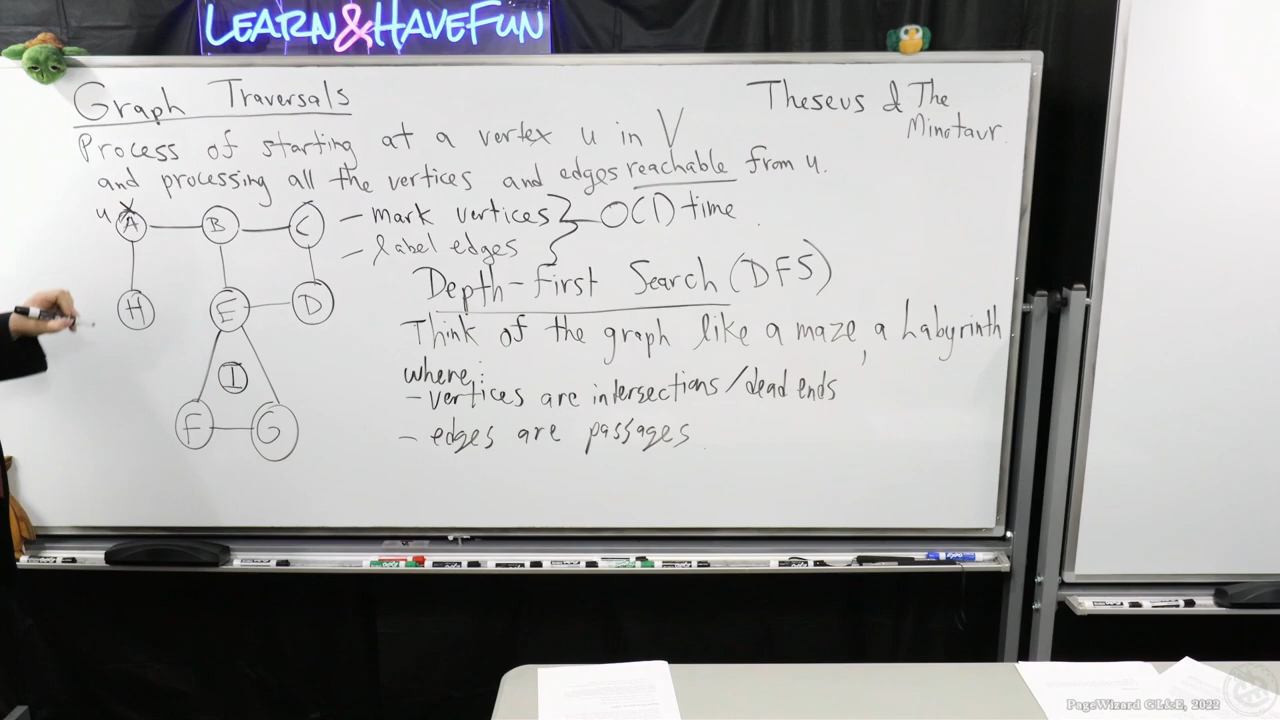 LEARN&HAVEFUN
Graph Traversals
Theseus & The
Minotaur
Process of starting at a vertex u in V
and processing all the vertices and edges reachable from u.
u A B C
- mark vertices } O(1) time
- label edges
H E D
Depth-First Search (DFS)
Think of the graph like a maze, a Labyrinth
where:
- vertices are intersections/dead ends
I
F G
- edges are passages
PageWizard GL&E, 2022